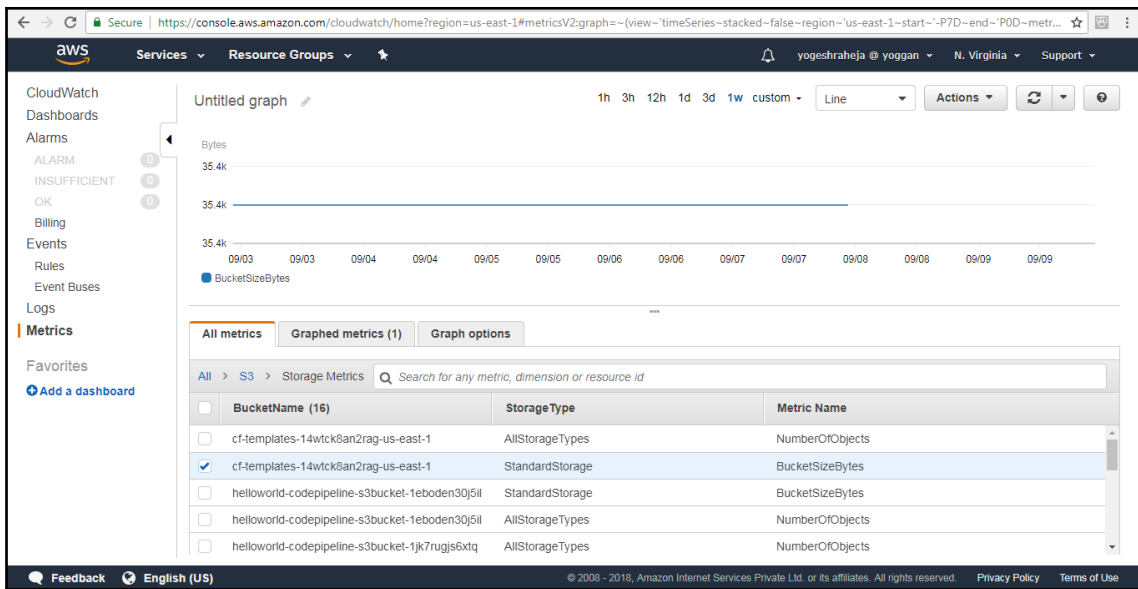 Secure | https://console.aws.amazon.com/cloudwatch/home?region=us-east-1#metricsV2:graph=~(view~'timeSeries~stacked~false~region~'us-east-1~start~'-P7D~end~'P0D~metr...
aws Services Resource Groups yogeshraheja @ yoggan N. Virginia Support
CloudWatch
Dashboards
Alarms
ALARM 0
INSUFFICIENT 0
OK 0
Billing
Events
Rules
Event Buses
Logs
Metrics
Favorites
Add a dashboard
Untitled graph 1h 3h 12h 1d 3d 1w custom Line Actions
Bytes
35.4k
35.4k
35.4k
09/03 09/03 09/04 09/04 09/05 09/05 09/06 09/06 09/07 09/07 09/08 09/08 09/09 09/09
BucketSizeBytes
All metrics Graphed metrics (1) Graph options
All > S3 > Storage Metrics Search for any metric, dimension or resource id
BucketName (16) StorageType Metric Name
cf-templates-14wtck8an2rag-us-east-1 AllStorageTypes NumberOfObjects
cf-templates-14wtck8an2rag-us-east-1 StandardStorage BucketSizeBytes
helloworld-codepipeline-s3bucket-1eboden30j5il StandardStorage BucketSizeBytes
helloworld-codepipeline-s3bucket-1eboden30j5il AllStorageTypes NumberOfObjects
helloworld-codepipeline-s3bucket-1jk7rugjs6xtq AllStorageTypes NumberOfObjects
Feedback English (US) © 2008 - 2018, Amazon Internet Services Private Ltd. or its affiliates. All rights reserved. Privacy Policy Terms of Use